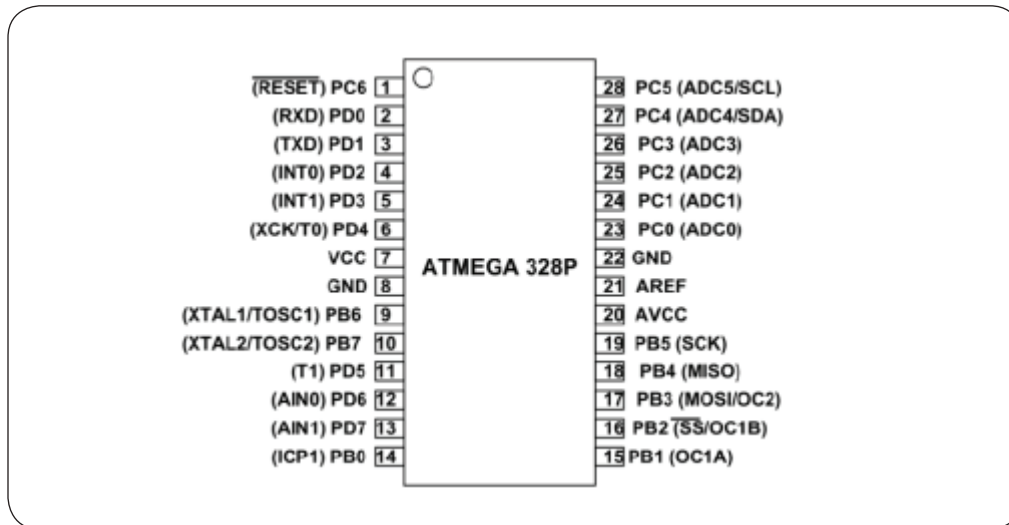 (RESET) PC6 1
(RXD) PD0 2
(TXD) PD1 3
(INT0) PD2 4
(INT1) PD3 5
(XCK/T0) PD4 6
VCC 7
GND 8
(XTAL1/TOSC1) PB6 9
(XTAL2/TOSC2) PB7 10
(T1) PD5 11
(AIN0) PD6 12
(AIN1) PD7 13
(ICP1) PB0 14
ATMEGA 328P
28 PC5 (ADC5/SCL)
27 PC4 (ADC4/SDA)
26 PC3 (ADC3)
25 PC2 (ADC2)
24 PC1 (ADC1)
23 PC0 (ADC0)
22 GND
21 AREF
20 AVCC
19 PB5 (SCK)
18 PB4 (MISO)
17 PB3 (MOSI/OC2)
16 PB2 (SS/OC1B)
15 PB1 (OC1A)